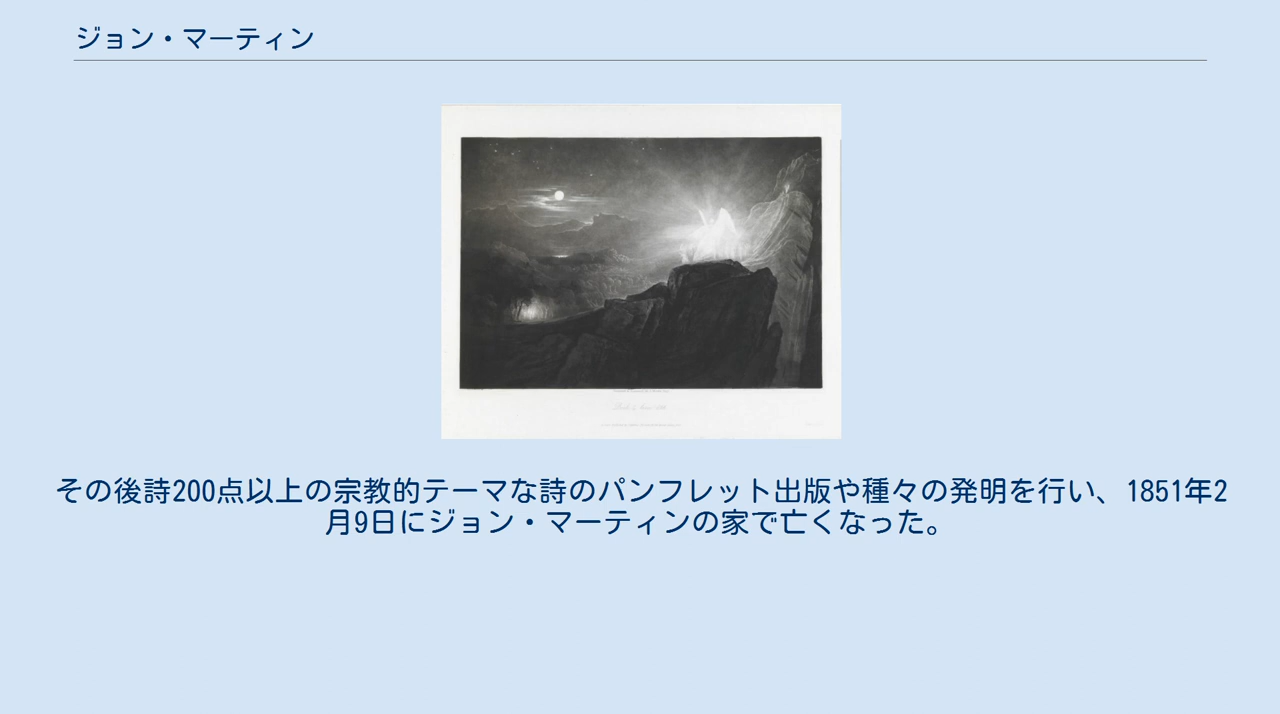 ジョン・マーティン
その後詩200点以上の宗教的テーマな詩のパンフレット出版や種々の発明を行い、1851年2
月9日にジョン・マーティンの家で亡くなった。